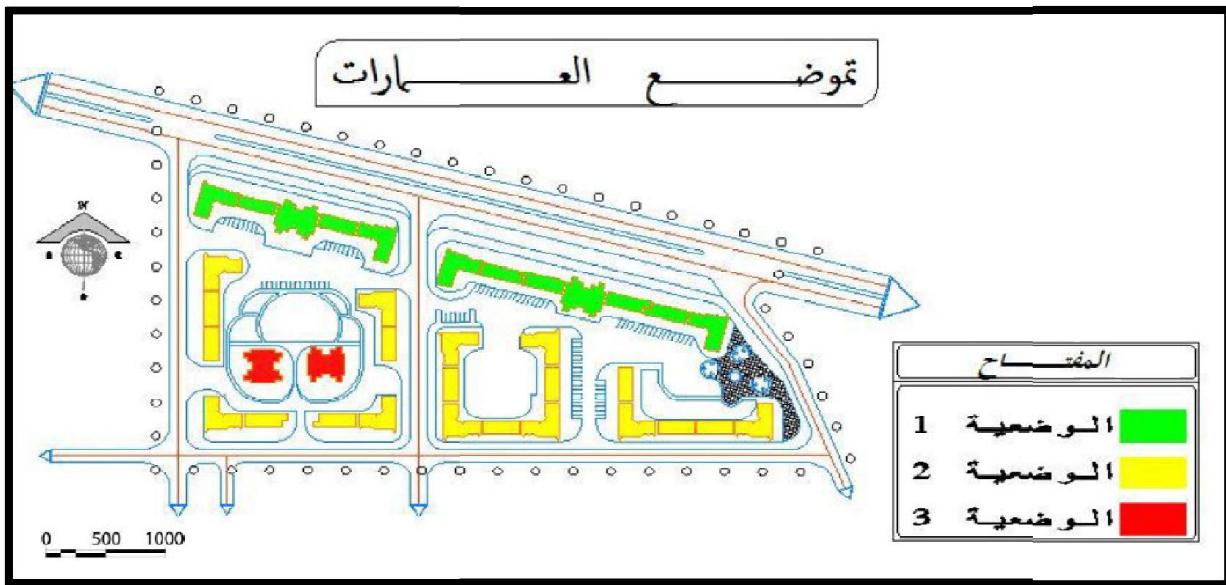 تموضع العمارات
المفتاح
الوضعية 1
الوضعية 2
الوضعية 3
0 500 1000